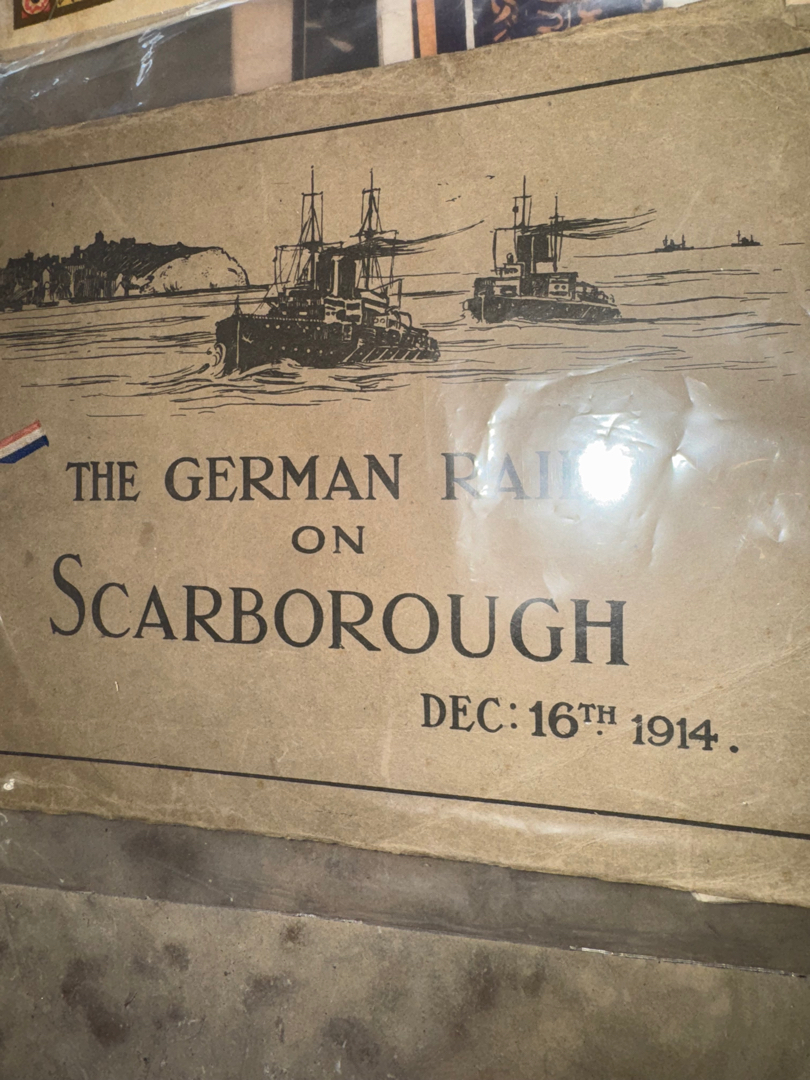 THE GERMAN RAID
ON
SCARBOROUGH
DEC: 16TH 1914.